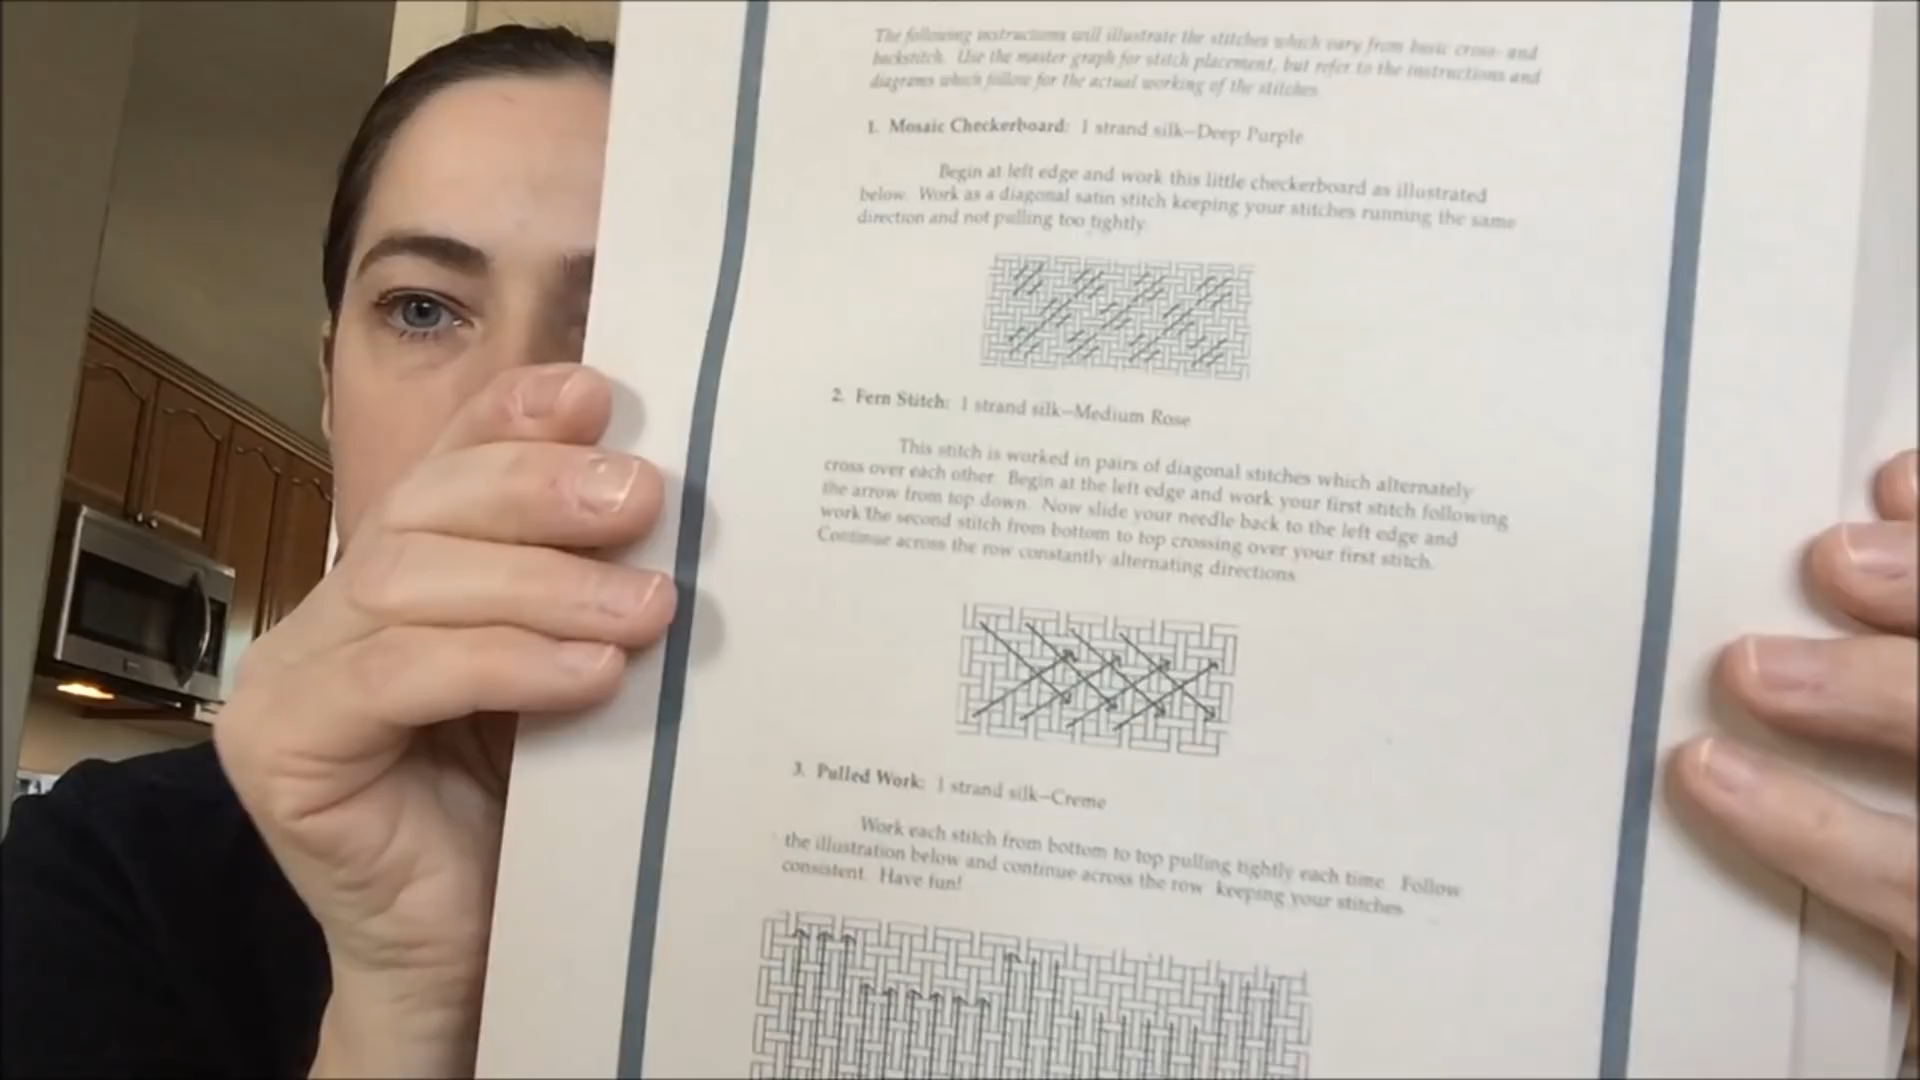 The following instructions will illustrate the stitches which vary from basic cross- and
backstitch. Use the master graph for stitch placement, but refer to the instructions and
diagrams which follow for the actual working of the stitches.
1. Mosaic Checkerboard: 1 strand silk–Deep Purple
Begin at left edge and work this little checkerboard as illustrated
below. Work as a diagonal satin stitch keeping your stitches running the same
direction and not pulling too tightly.
2. Fern Stitch: 1 strand silk–Medium Rose
This stitch is worked in pairs of diagonal stitches which alternately
cross over each other. Begin at the left edge and work your first stitch following
the arrow from top down. Now slide your needle back to the left edge and
work the second stitch from bottom to top crossing over your first stitch.
Continue across the row constantly alternating directions.
3. Pulled Work: 1 strand silk–Creme
Work each stitch from bottom to top pulling tightly each time. Follow
the illustration below and continue across the row keeping your stitches
consistent. Have fun!